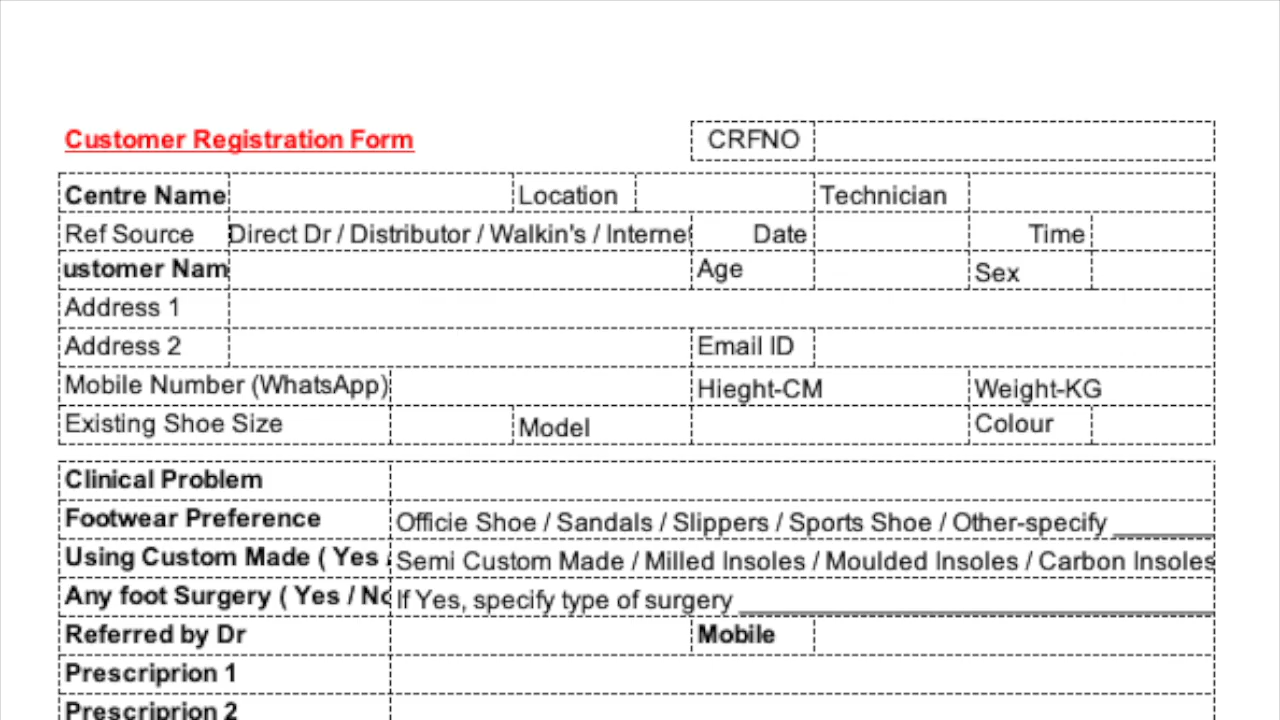 Customer Registration Form CRFNO
Centre Name Location Technician
Ref Source Direct Dr / Distributor / Walkin's / Internet Date Time
ustomer Nam Age Sex
Address 1
Address 2 Email ID
Mobile Number (WhatsApp) Hieght-CM Weight-KG
Existing Shoe Size Model Colour
Clinical Problem
Footwear Preference Officie Shoe / Sandals / Slippers / Sports Shoe / Other-specify ________
Using Custom Made ( Yes / Semi Custom Made / Milled Insoles / Moulded Insoles / Carbon Insoles
Any foot Surgery ( Yes / No If Yes, specify type of surgery ________________________________
Referred by Dr Mobile
Prescriprion 1
Prescriprion 2